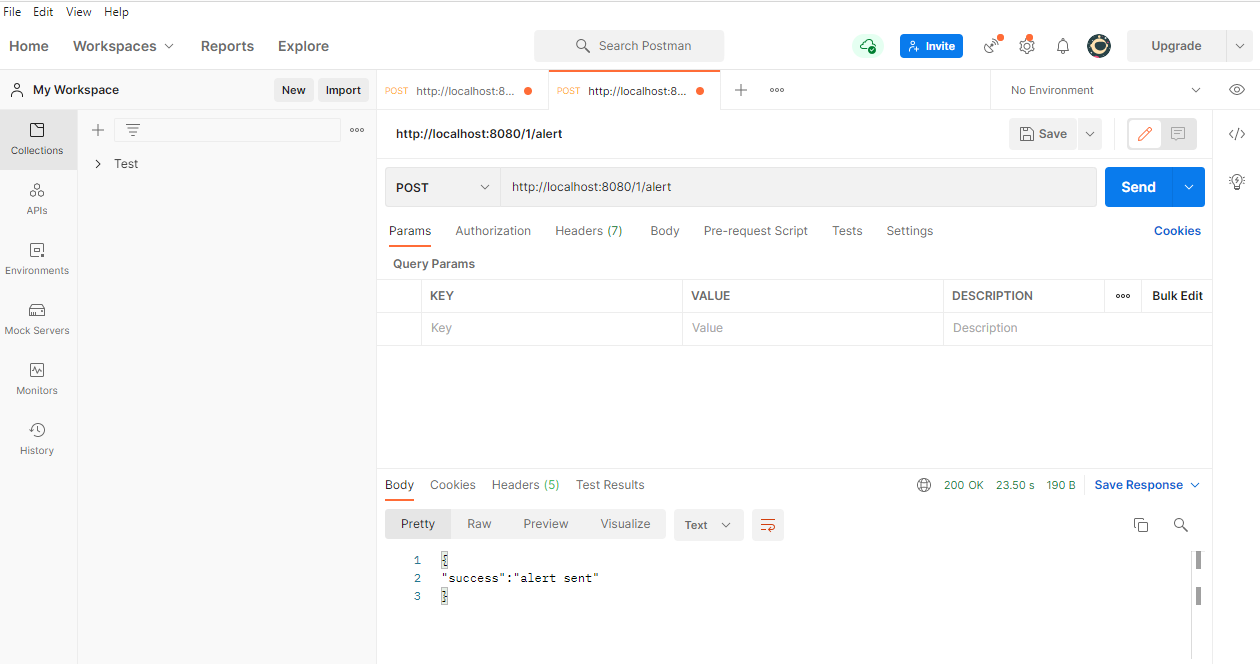 File Edit View Help
Home Workspaces Reports Explore Search Postman Invite Upgrade
My Workspace New Import POST http://localhost:8... POST http://localhost:8... No Environment
Collections
APIs
Environments
Mock Servers
Monitors
History
Test
http://localhost:8080/1/alert Save
POST http://localhost:8080/1/alert Send
Params Authorization Headers (7) Body Pre-request Script Tests Settings Cookies
Query Params
KEY VALUE DESCRIPTION Bulk Edit
Key Value Description
Body Cookies Headers (5) Test Results 200 OK 23.50 s 190 B Save Response
Pretty Raw Preview Visualize Text
1 {
2 "success":"alert sent"
3 }